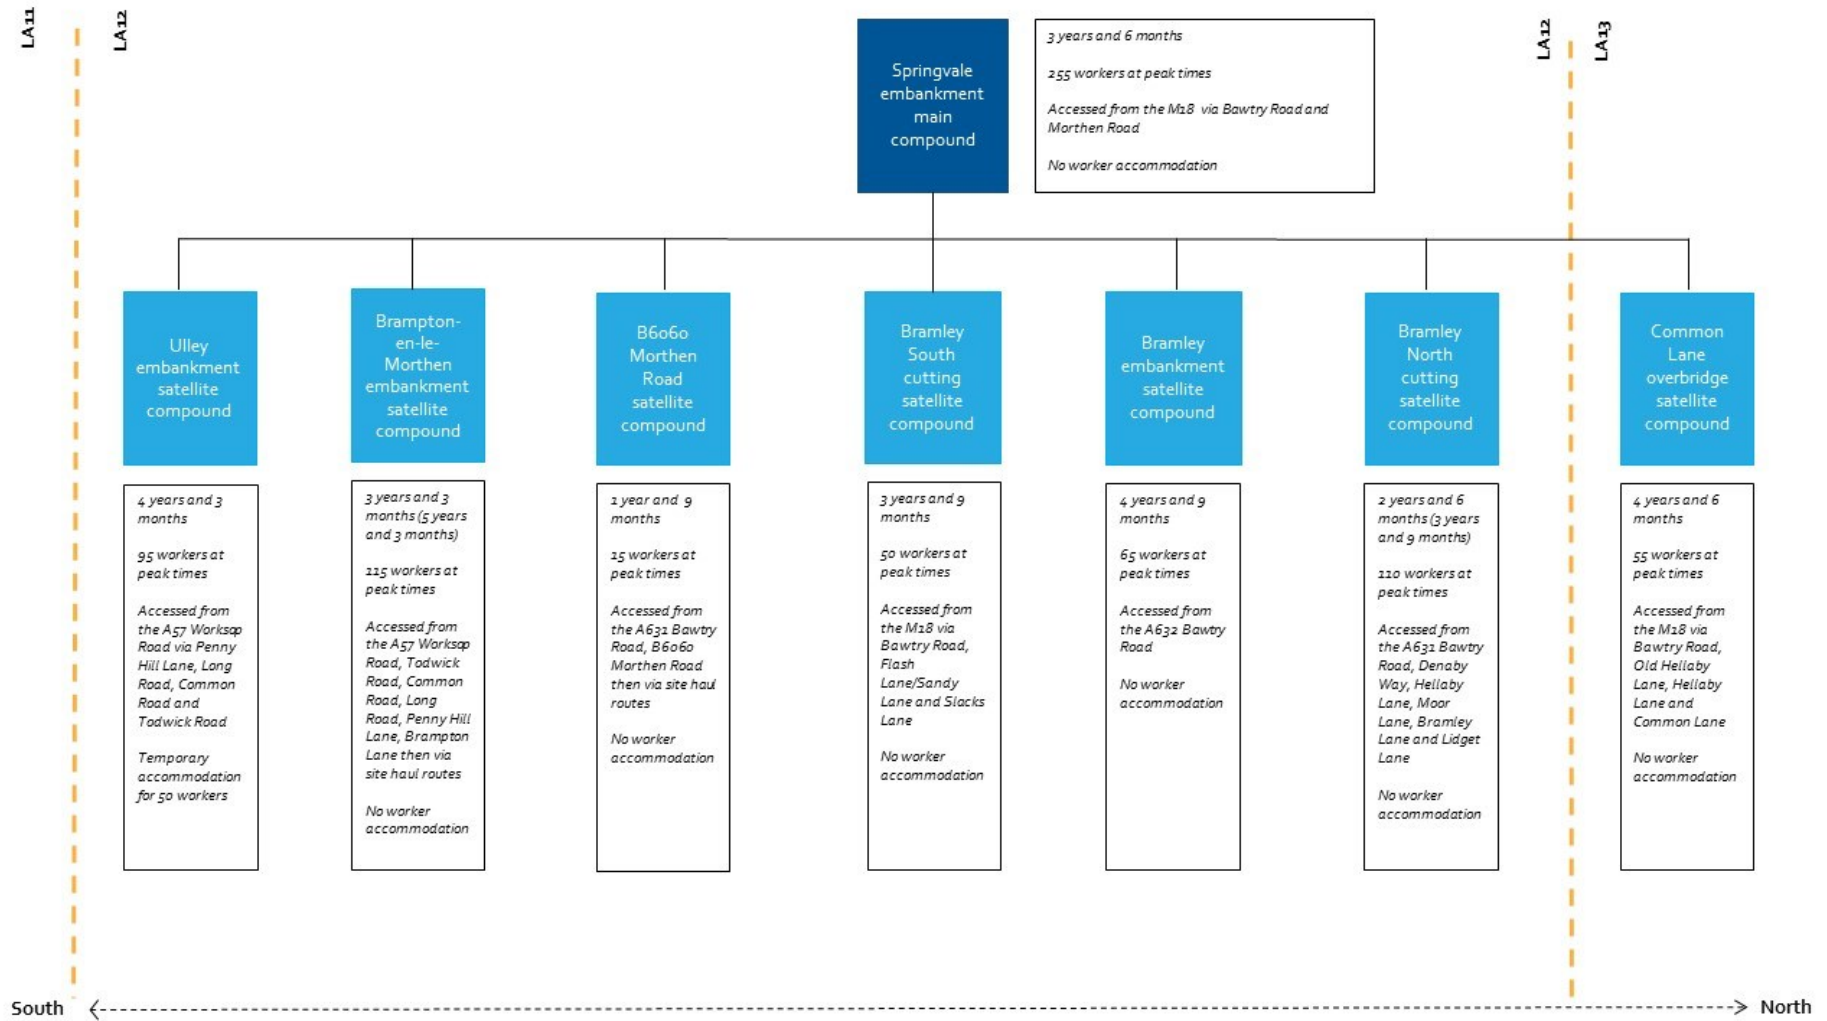 LA11
LA12
LA12
LA13
Springvale
embankment
main
compound
3 years and 6 months
255 workers at peak times
Accessed from the M18 via Bawtry Road and
Morthen Road
No worker accommodation
Ulley
embankment
satellite
compound
Brampton-
en-le-
Morthen
embankment
satellite
compound
B6060
Morthen
Road
satellite
compound
Bramley
South
cutting
satellite
compound
Bramley
embankment
satellite
compound
Bramley
North
cutting
satellite
compound
Common
Lane
overbridge
satellite
compound
4 years and 3
months
95 workers at
peak times
Accessed from
the A57 Worksop
Road via Penny
Hill Lane, Long
Road, Common
Road and
Todwick Road
Temporary
accommodation
for 50 workers
3 years and 3
months (5 years
and 3 months)
115 workers at
peak times
Accessed from
the A57 Worksop
Road, Todwick
Road, Common
Road, Long
Road, Penny Hill
Lane, Brampton
Lane then via
site haul routes
No worker
accommodation
1 year and 9
months
15 workers at
peak times
Accessed from
the A631 Bawtry
Road, B6060
Morthen Road
then via site haul
routes
No worker
accommodation
3 years and 9
months
50 workers at
peak times
Accessed from
the M18 via
Bawtry Road,
Flash
Lane/Sandy
Lane and Slacks
Lane
No worker
accommodation
4 years and 9
months
65 workers at
peak times
Accessed from
the A632 Bawtry
Road
No worker
accommodation
2 years and 6
months (3 years
and 9 months)
110 workers at
peak times
Accessed from
the A631 Bawtry
Road, Denaby
Way, Hellaby
Lane, Moor
Lane, Bramley
Lane and Lidget
Lane
No worker
accommodation
4 years and 6
months
55 workers at
peak times
Accessed from
the M18 via
Bawtry Road,
Old Hellaby
Lane, Hellaby
Lane and
Common Lane
No worker
accommodation
South
North